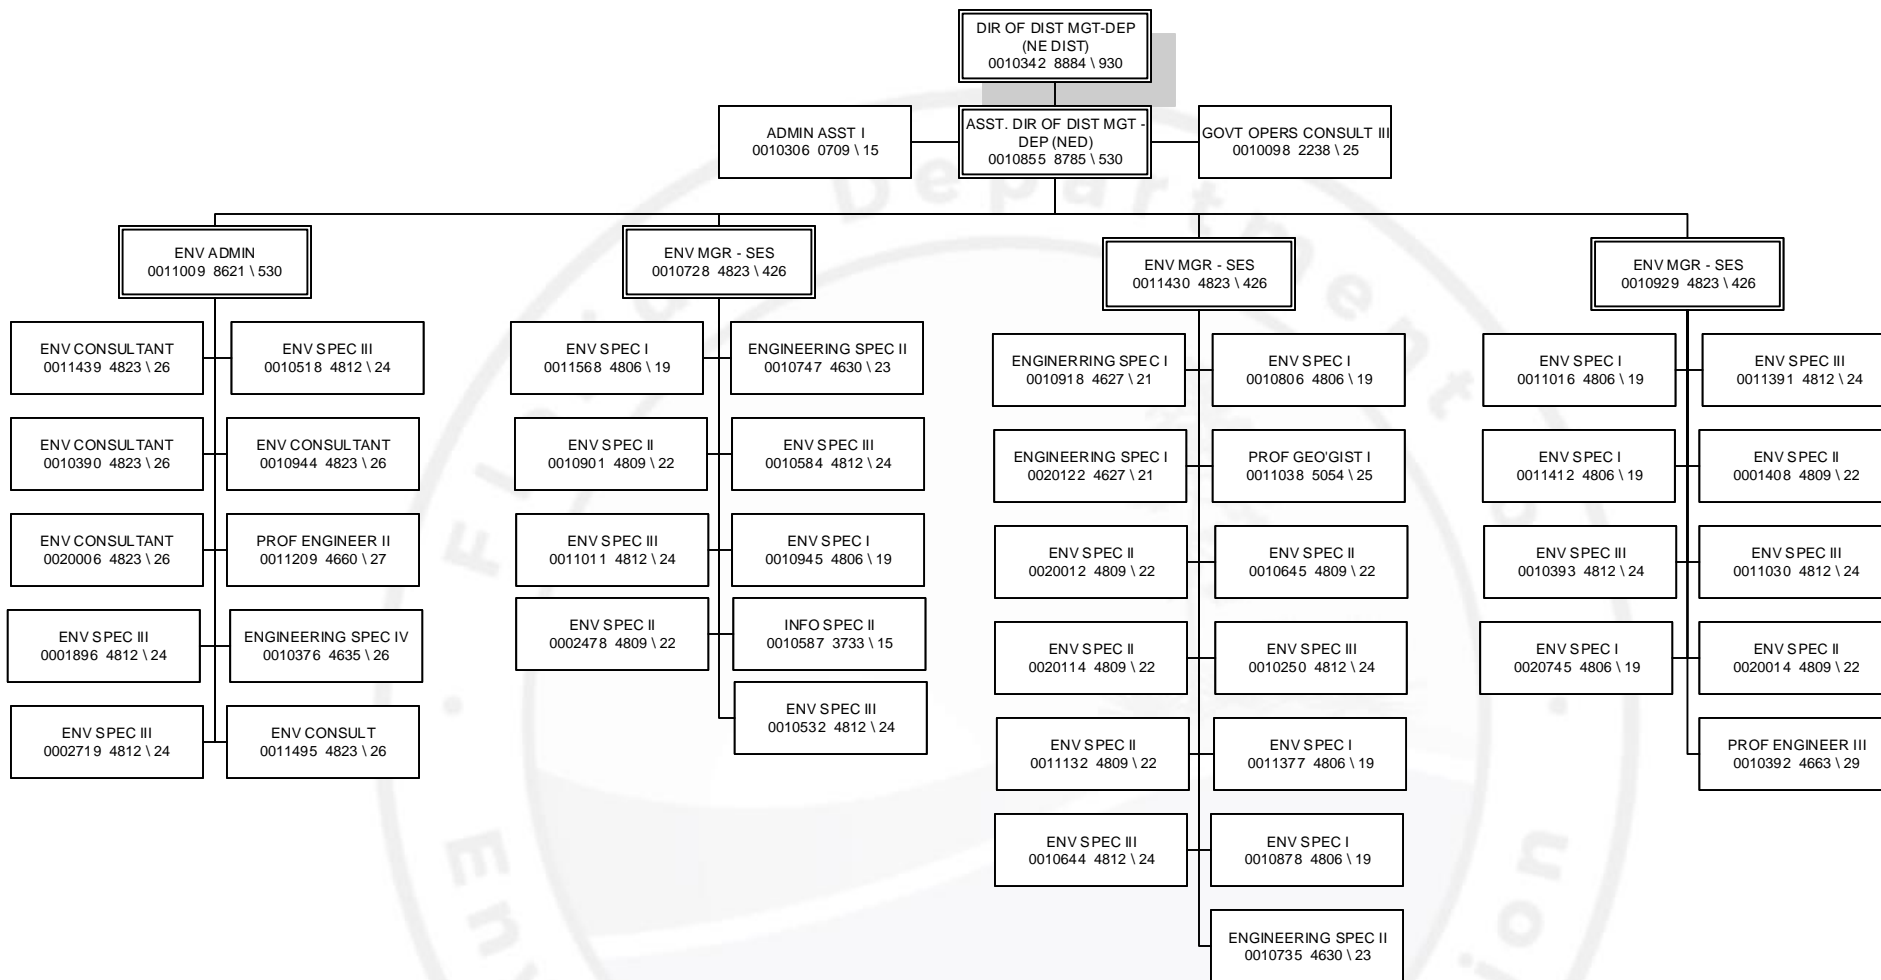 DIR OF DIST MGT-DEP
(NE DIST)
0010342 8884 \ 930
ADMIN ASST I
0010306 0709 \ 15
ASST. DIR OF DIST MGT -
DEP (NED)
0010855 8785 \ 530
GOVT OPERS CONSULT III
0010098 2238 \ 25
ENV ADMIN
0011009 8621 \ 530
ENV CONSULTANT
0011439 4823 \ 26
ENV SPEC III
0010518 4812 \ 24
ENV CONSULTANT
0010390 4823 \ 26
ENV CONSULTANT
0010944 4823 \ 26
ENV CONSULTANT
0020006 4823 \ 26
PROF ENGINEER II
0011209 4660 \ 27
ENV SPEC III
0001896 4812 \ 24
ENGINEERING SPEC IV
0010376 4635 \ 26
ENV SPEC III
0002719 4812 \ 24
ENV CONSULT
0011495 4823 \ 26
ENV MGR - SES
0010728 4823 \ 426
ENV SPEC I
0011568 4806 \ 19
ENGINEERING SPEC II
0010747 4630 \ 23
ENV SPEC II
0010901 4809 \ 22
ENV SPEC III
0010584 4812 \ 24
ENV SPEC III
0011011 4812 \ 24
ENV SPEC I
0010945 4806 \ 19
ENV SPEC II
0002478 4809 \ 22
INFO SPEC II
0010587 3733 \ 15
ENV SPEC III
0010532 4812 \ 24
ENV MGR - SES
0011430 4823 \ 426
ENGINERRING SPEC I
0010918 4627 \ 21
ENV SPEC I
0010806 4806 \ 19
ENGINEERING SPEC I
0020122 4627 \ 21
PROF GEO'GIST I
0011038 5054 \ 25
ENV SPEC II
0020012 4809 \ 22
ENV SPEC II
0010645 4809 \ 22
ENV SPEC II
0020114 4809 \ 22
ENV SPEC III
0010250 4812 \ 24
ENV SPEC II
0011132 4809 \ 22
ENV SPEC I
0011377 4806 \ 19
ENV SPEC III
0010644 4812 \ 24
ENV SPEC I
0010878 4806 \ 19
ENGINEERING SPEC II
0010735 4630 \ 23
ENV MGR - SES
0010929 4823 \ 426
ENV SPEC I
0011016 4806 \ 19
ENV SPEC III
0011391 4812 \ 24
ENV SPEC I
0011412 4806 \ 19
ENV SPEC II
0001408 4809 \ 22
ENV SPEC III
0010393 4812 \ 24
ENV SPEC III
0011030 4812 \ 24
ENV SPEC I
0020745 4806 \ 19
ENV SPEC II
0020014 4809 \ 22
PROF ENGINEER III
0010392 4663 \ 29
Florida Department o